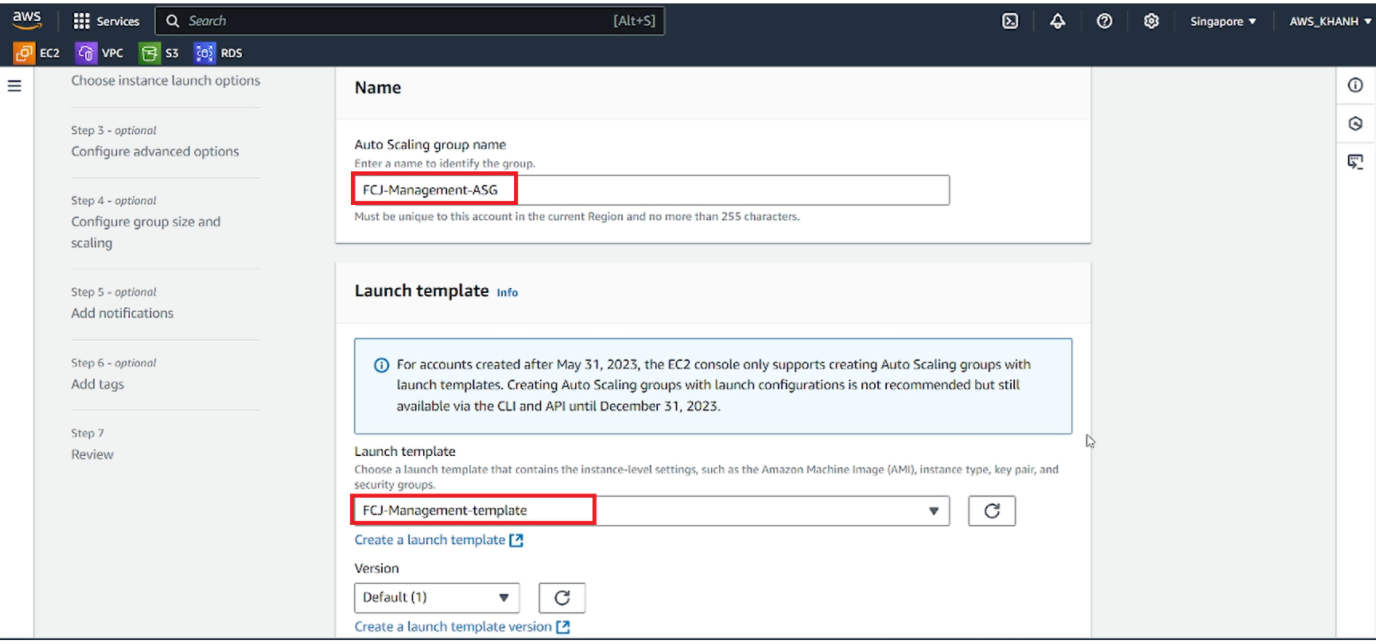 aws
Services
Search
[Alt+S]
Singapore
AWS_KHANH
EC2
VPC
S3
RDS
Choose instance launch options
Step 3 - optional
Configure advanced options
Step 4 - optional
Configure group size and
scaling
Step 5 - optional
Add notifications
Step 6 - optional
Add tags
Step 7
Review
Name
Auto Scaling group name
Enter a name to identify the group.
FCJ-Management-ASG
Must be unique to this account in the current Region and no more than 255 characters.
Launch template Info
For accounts created after May 31, 2023, the EC2 console only supports creating Auto Scaling groups with
launch templates. Creating Auto Scaling groups with launch configurations is not recommended but still
available via the CLI and API until December 31, 2023.
Launch template
Choose a launch template that contains the instance-level settings, such as the Amazon Machine Image (AMI), instance type, key pair, and
security groups.
FCJ-Management-template
Create a launch template
Version
Default (1)
Create a launch template version